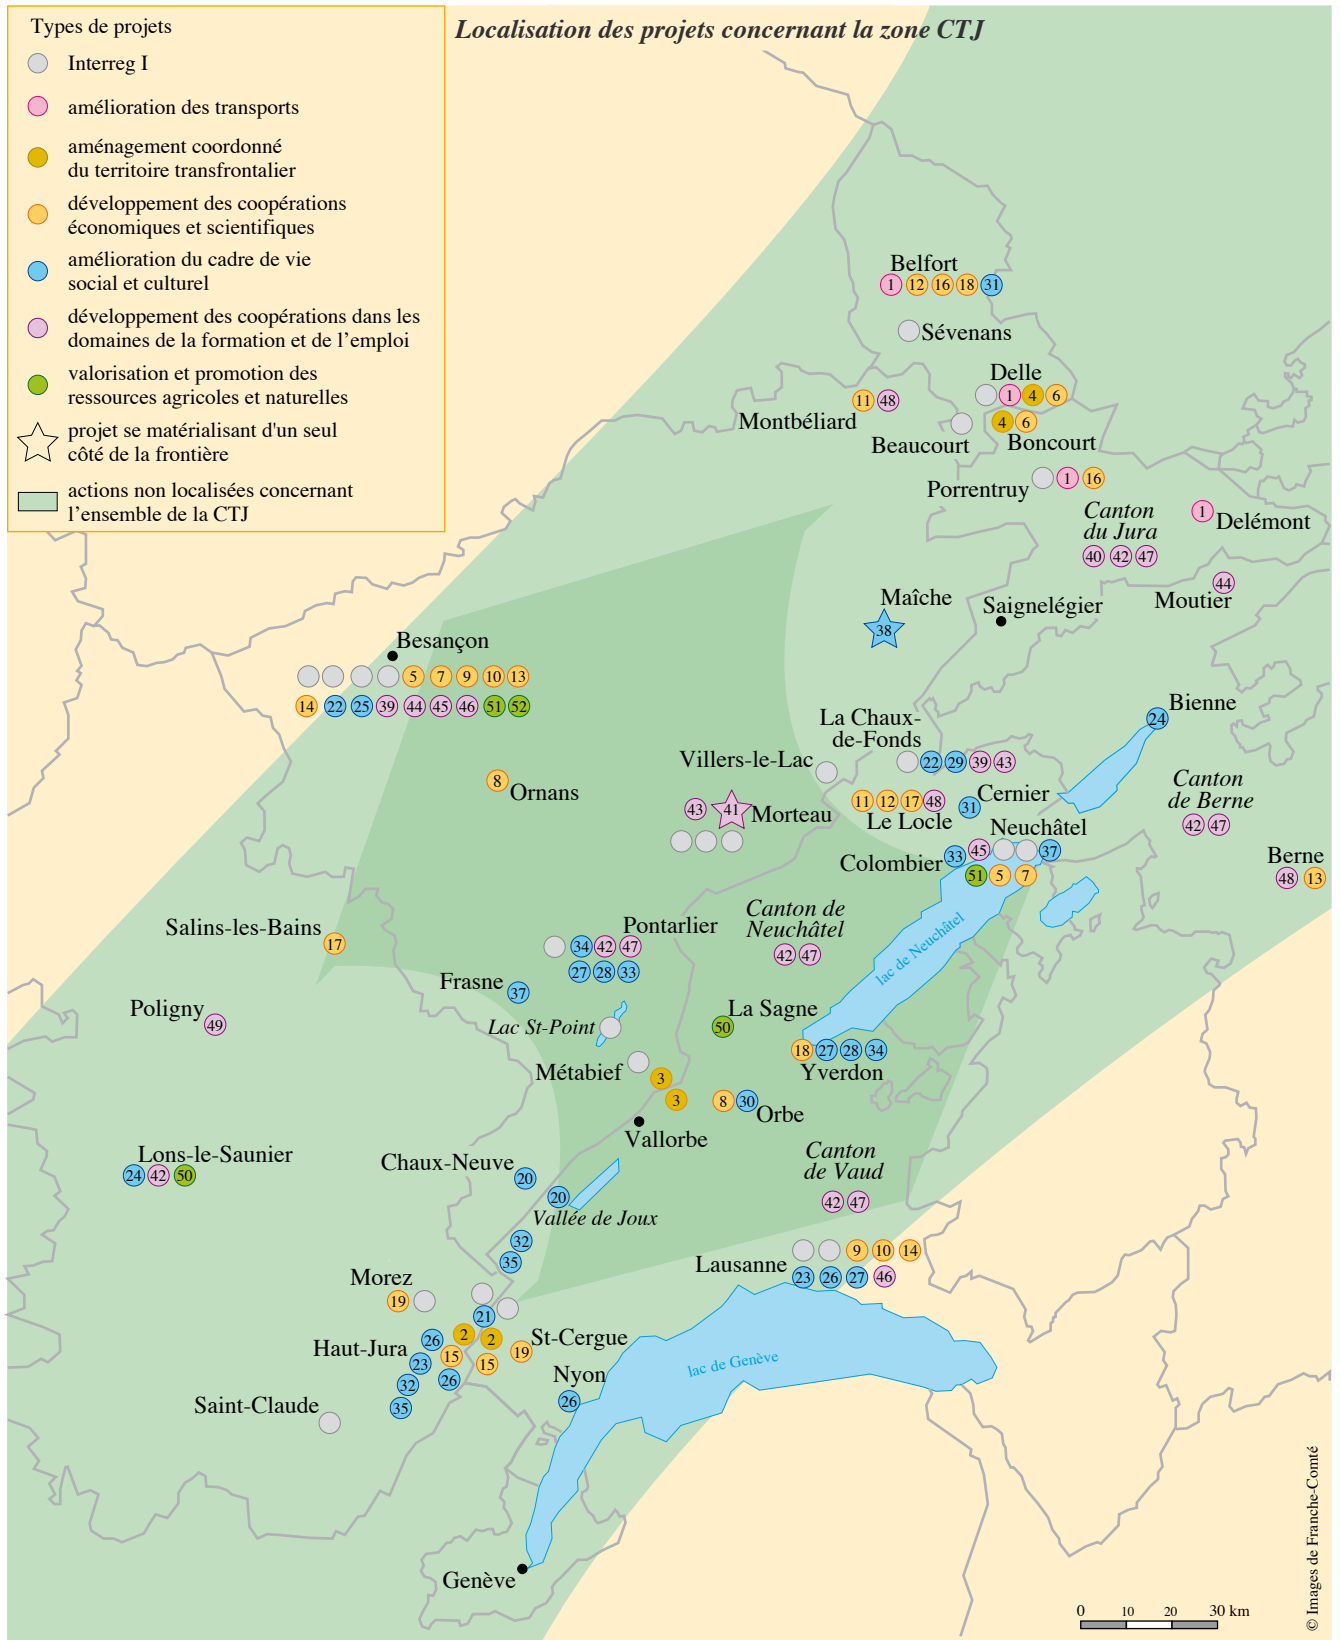 Localisation des projets concernant la zone CTJ
Types de projets
Interreg I
amélioration des transports
aménagement coordonné
du territoire transfrontalier
développement des coopérations
économiques et scientifiques
amélioration du cadre de vie
social et culturel
développement des coopérations dans les
domaines de la formation et de l'emploi
valorisation et promotion des
ressources agricoles et naturelles
projet se matérialisant d'un seul
côté de la frontière
actions non localisées concernant
l'ensemble de la CTJ
Belfort
1 12 16 18 31
Sévenans
Delle
1 4 6
11 48
Montbéliard
4 6
Beaucourt
Boncourt
1 16
Porrentruy
Canton
du Jura
40 42 47
1
Delémont
44
Moutier
Maîche
38
Saignelégier
Besançon
5 7 9 10 13
14 22 25 39 44 45 46 51 52
Bienne
24
La Chaux-
de-Fonds
22 29 39 43
Villers-le-Lac
8
Ornans
43 41 Morteau
11 12 17 48
Le Locle
Cernier
31
Canton
de Berne
42 47
Neuchâtel
45 37
Colombier 33
51 5 7
Berne
48 13
lac de Neuchâtel
Salins-les-Bains
17
Pontarlier
34 42 47
27 28 33
Canton de
Neuchâtel
42 47
Frasne
37
Poligny
49
Lac St-Point
La Sagne
50
18 27 28 34
Yverdon
Métabief
3
3
8 30
Orbe
Vallorbe
Lons-le-Saunier
24 42 50
Chaux-Neuve
20
20
Vallée de Joux
Canton
de Vaud
42 47
32
35
Lausanne
9 10 14
23 26 27 46
Morez
19
21
26 2 2 St-Cergue
Haut-Jura
23 15 15 19
32 26
35
Nyon
26
Saint-Claude
lac de Genève
Genève
0 10 20 30 km
© Images de Franche-Comté